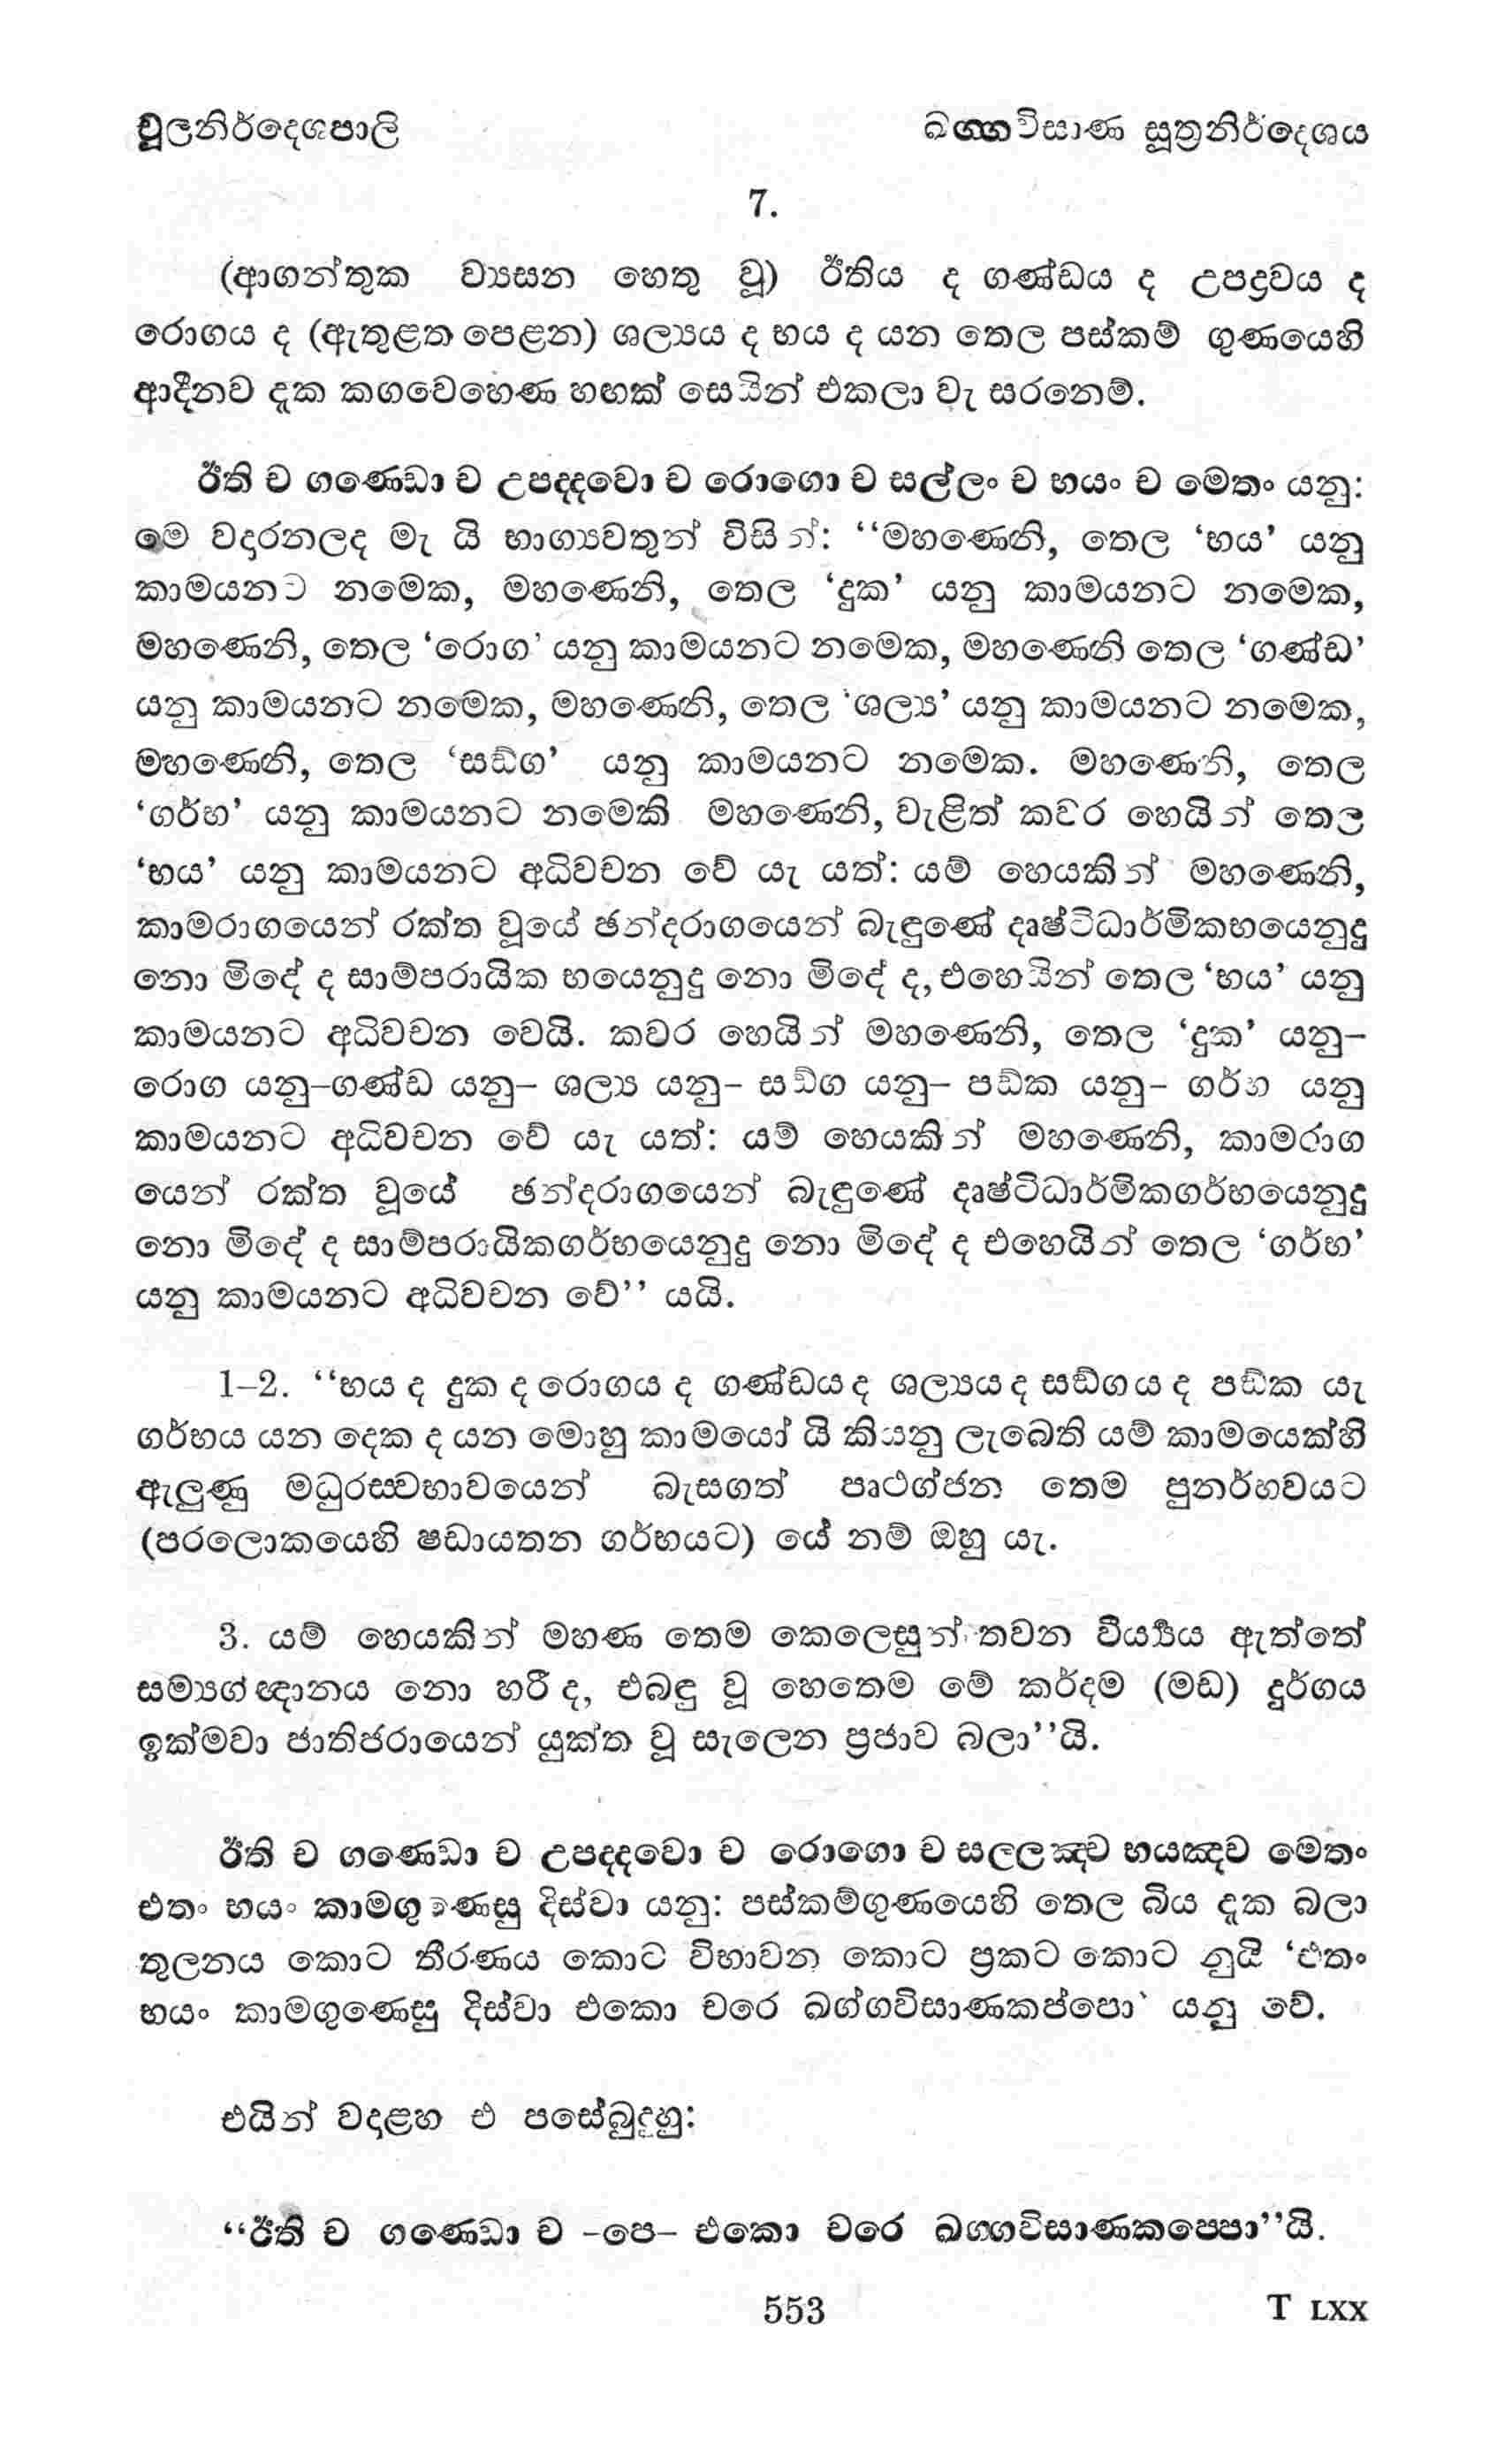 චූලනිර්දෙශපාලි
ඛග්ගවිසාණ සූත්‍රනිර්දෙශය
7.
(ආගන්තුක ව්‍යසන හෙතු වූ) ඊතිය ද ගණ්ඩය ද උපද්‍රවය ද
රොගය ද (ඇතුළත පෙළන) ශල්‍යය ද භය ද යන තෙල පස්කම් ගුණයෙහි
ආදීනව දැක කගවෙහෙණ හඟක් සෙයින් එකලා වැ සරනෙම්.
ඊති ච ගණ්ඩො ච උපද්දවො ච රොගො ච සල්ලං ච භයං ච මෙතං යනු:
මෙ වදාරනලද මැ යි භාග්‍යවතුන් විසින්: “මහණෙනි, තෙල ‘භය’ යනු
කාමයනට නමෙක, මහණෙනි, තෙල ‘දුක’ යනු කාමයනට නමෙක,
මහණෙනි, තෙල ‘රොග’ යනු කාමයනට නමෙක, මහණෙනි තෙල ‘ගණ්ඩ’
යනු කාමයනට නමෙක, මහණෙනි, තෙල ‘ශල්‍ය’ යනු කාමයනට නමෙක,
මහණෙනි, තෙල ‘සඞ්ග’ යනු කාමයනට නමෙක. මහණෙනි, තෙල
‘ගර්භ’ යනු කාමයනට නමෙකි මහණෙනි, වැළිත් කවර හෙයින් තෙල
‘භය’ යනු කාමයනට අධිවචන වේ යැ යත්: යම් හෙයකින් මහණෙනි,
කාමරාගයෙන් රක්ත වූයේ ඡන්දරාගයෙන් බැඳුණේ දෘෂ්ටිධාර්මිකභයෙනුදු
නො මිදේ ද සාම්පරායික භයෙනුදු නො මිදේ ද, එහෙයින් තෙල ‘භය’ යනු
කාමයනට අධිවචන වෙයි. කවර හෙයින් මහණෙනි, තෙල ‘දුක’ යනු–
රොග යනු–ගණ්ඩ යනු– ශල්‍ය යනු– සඞ්ග යනු– පඞ්ක යනු– ගර්භ යනු
කාමයනට අධිවචන වේ යැ යත්: යම් හෙයකින් මහණෙනි, කාමරාග
යෙන් රක්ත වූයේ ඡන්දරාගයෙන් බැඳුණේ දෘෂ්ටිධාර්මිකගර්භයෙනුදු
නො මිදේ ද සාම්පරායිකගර්භයෙනුදු නො මිදේ ද එහෙයින් තෙල ‘ගර්භ’
යනු කාමයනට අධිවචන වේ” යයි.
1–2. “භය ද දුක ද රොගය ද ගණ්ඩය ද ශල්‍යය ද සඞ්ගය ද පඞ්ක යැ
ගර්භය යන දෙක ද යන මොහු කාමයෝ යි කියනු ලැබෙති යම් කාමයෙක්හි
ඇලුණු මධුරස්වභාවයෙන් බැසගත් පෘථග්ජන තෙම පුනර්භවයට
(පරලොකයෙහි ෂඩායතන ගර්භයට) යේ නම් ඔහු යැ.
3. යම් හෙයකින් මහණ තෙම කෙලෙසුන් තවන වීර්‍ය්‍යය ඇත්තේ
සම්‍යග්ඥානය නො හරී ද, එබඳු වූ හෙතෙම මේ කර්දම (මඩ) දුර්ගය
ඉක්මවා ජාතිජරායෙන් යුක්ත වූ සැලෙන ප්‍රජාව බලා”යි.
ඊති ච ගණ්ඩො ච උපද්දවො ච රොගො ච සල්ලඤ්ච භයඤ්ච මෙතං
එතං භයං කාමගුණෙසු දිස්වා යනු: පස්කම්ගුණයෙහි තෙල බිය දැක බලා
තුලනය කොට තීරණය කොට විභාවන කොට ප්‍රකට කොට නුයි ‘එතං
භයං කාමගුණෙසු දිස්වා එකො චරෙ ඛග්ගවිසාණකප්පො’ යනු වේ.
එයින් වදාළහ එ පසේබුදුහු:
“ඊති ච ගණ්ඩො ච –පෙ– එකො චරෙ ඛග්ගවිසාණකප්පො”යි.
553
T LXX